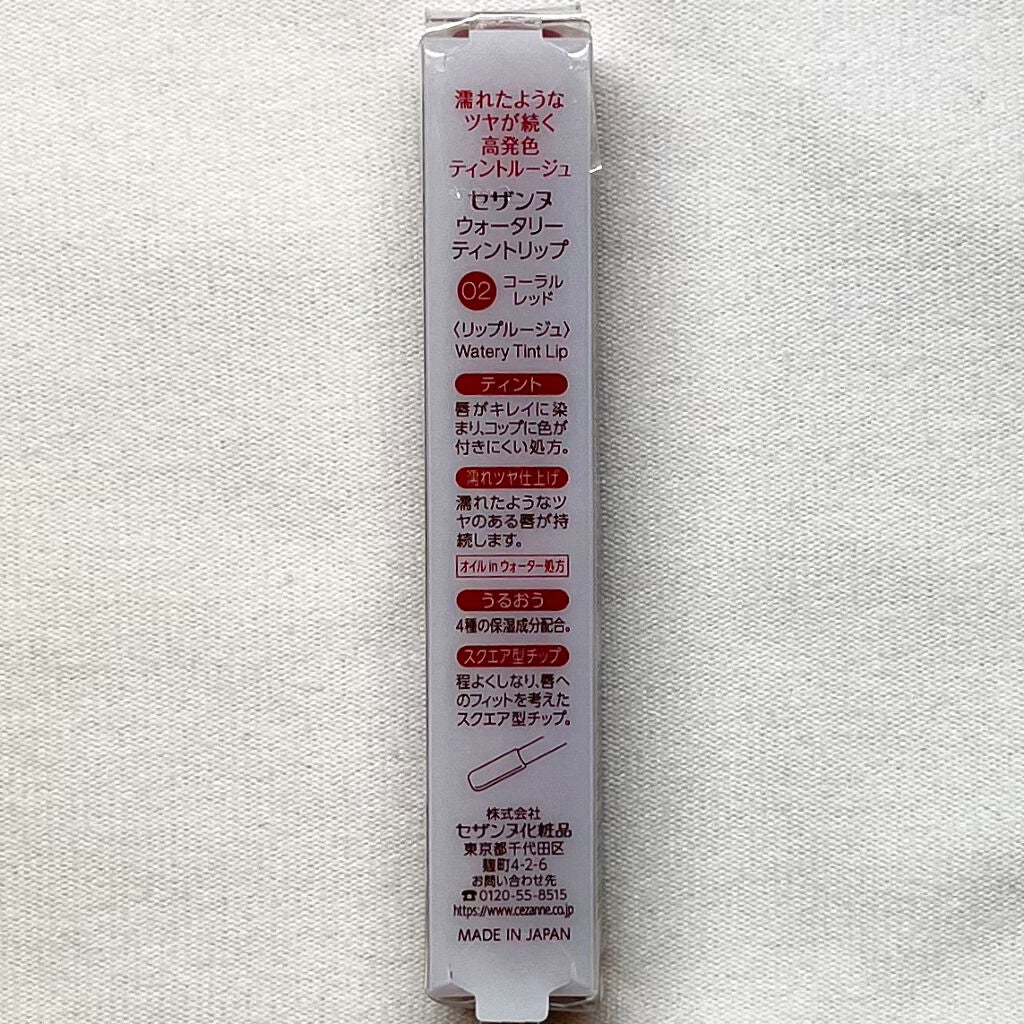 濡れたような
ツヤが続く
高発色
ティントルージュ
セザンヌ
ウォータリー
ティントリップ
02 コーラル
レッド
〈リップルージュ〉
Watery Tint Lip
ティント
唇がキレイに染
まり、コップに色が
付きにくい処方。
濡れツヤ仕上げ
濡れたようなツ
ヤのある唇が持
続します。
オイル in ウォーター処方
うるおう
4種の保湿成分配合。
スクエア型チップ
程よくしなり、唇へ
のフィットを考えた
スクエア型チップ。
株式会社
セザンヌ化粧品
東京都千代田区
麹町4-2-6
お問い合わせ先
☎0120-55-8515
https://www.cezanne.co.jp
MADE IN JAPAN